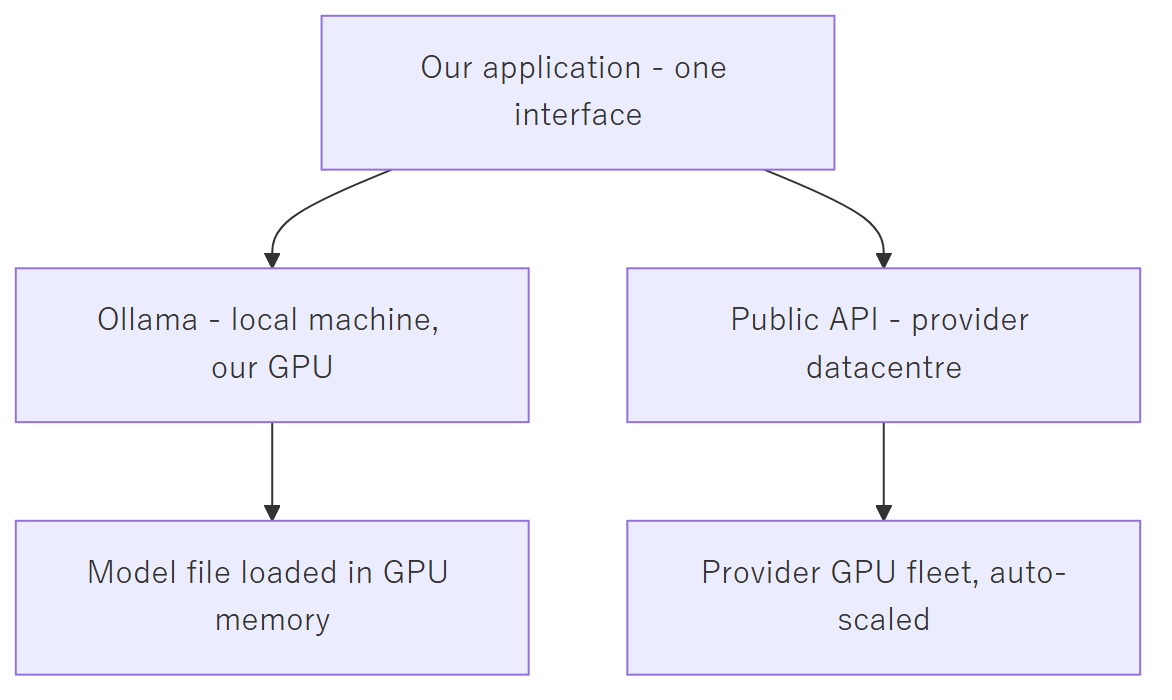 Our application - one
interface
Ollama - local machine,
our GPU
Public API - provider
datacentre
Model file loaded in GPU
memory
Provider GPU fleet, auto-
scaled